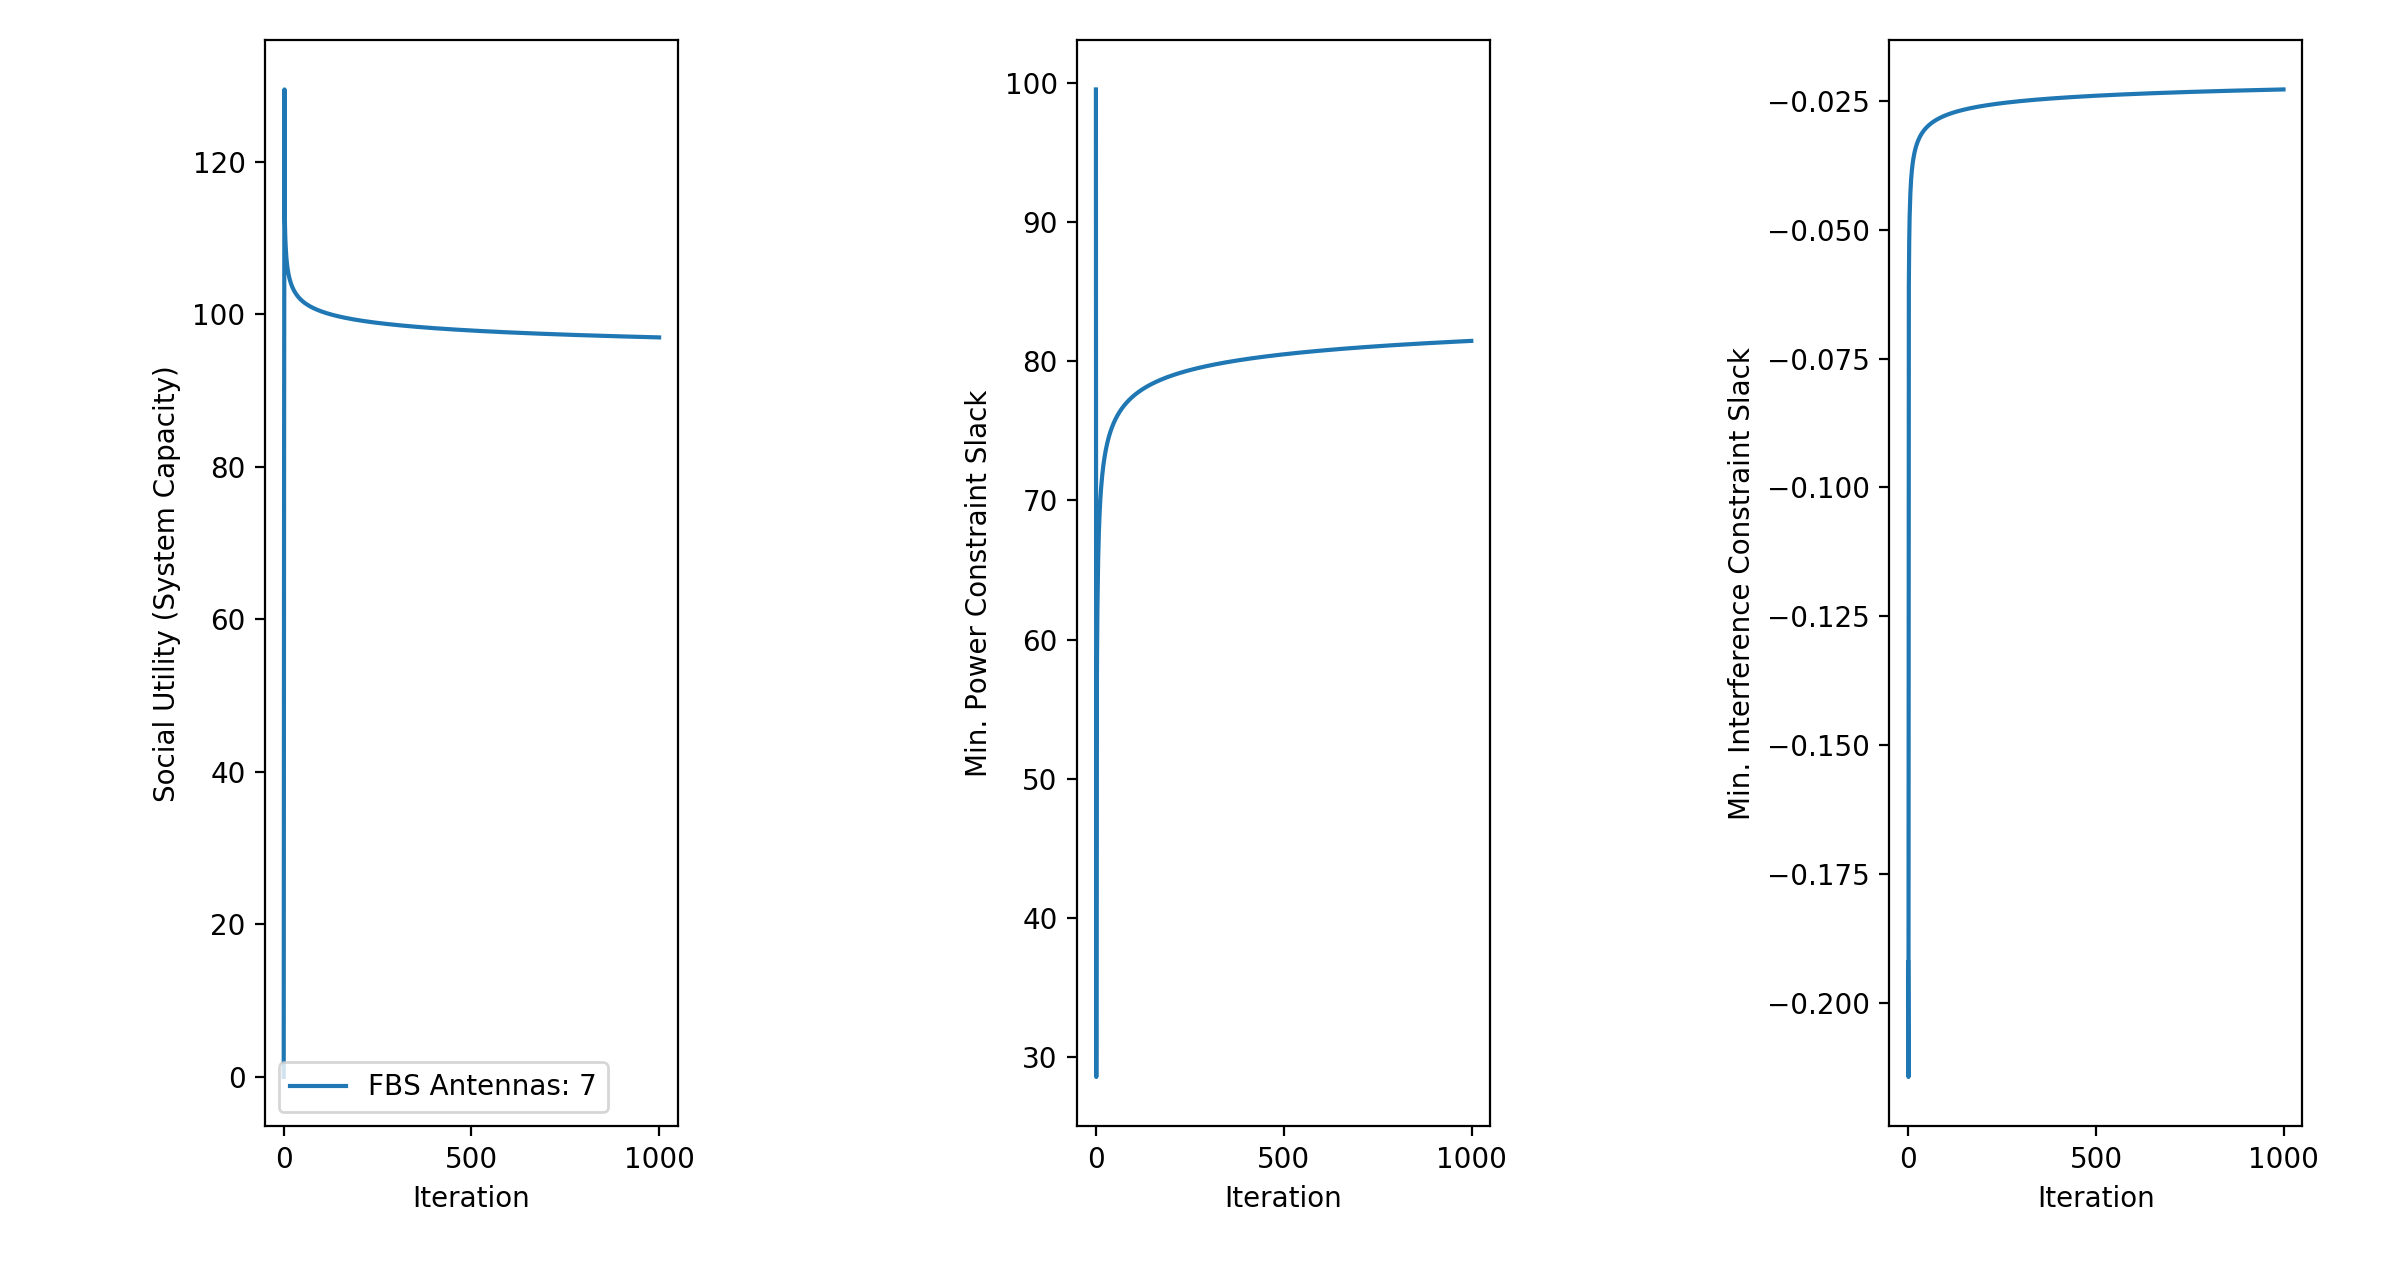 Social Utility (System Capacity)
120
100
80
60
40
20
0
FBS Antennas: 7
0 500 1000
Iteration
Min. Power Constraint Slack
100
90
80
70
60
50
40
30
0 500 1000
Iteration
Min. Interference Constraint Slack
−0.025
−0.050
−0.075
−0.100
−0.125
−0.150
−0.175
−0.200
0 500 1000
Iteration